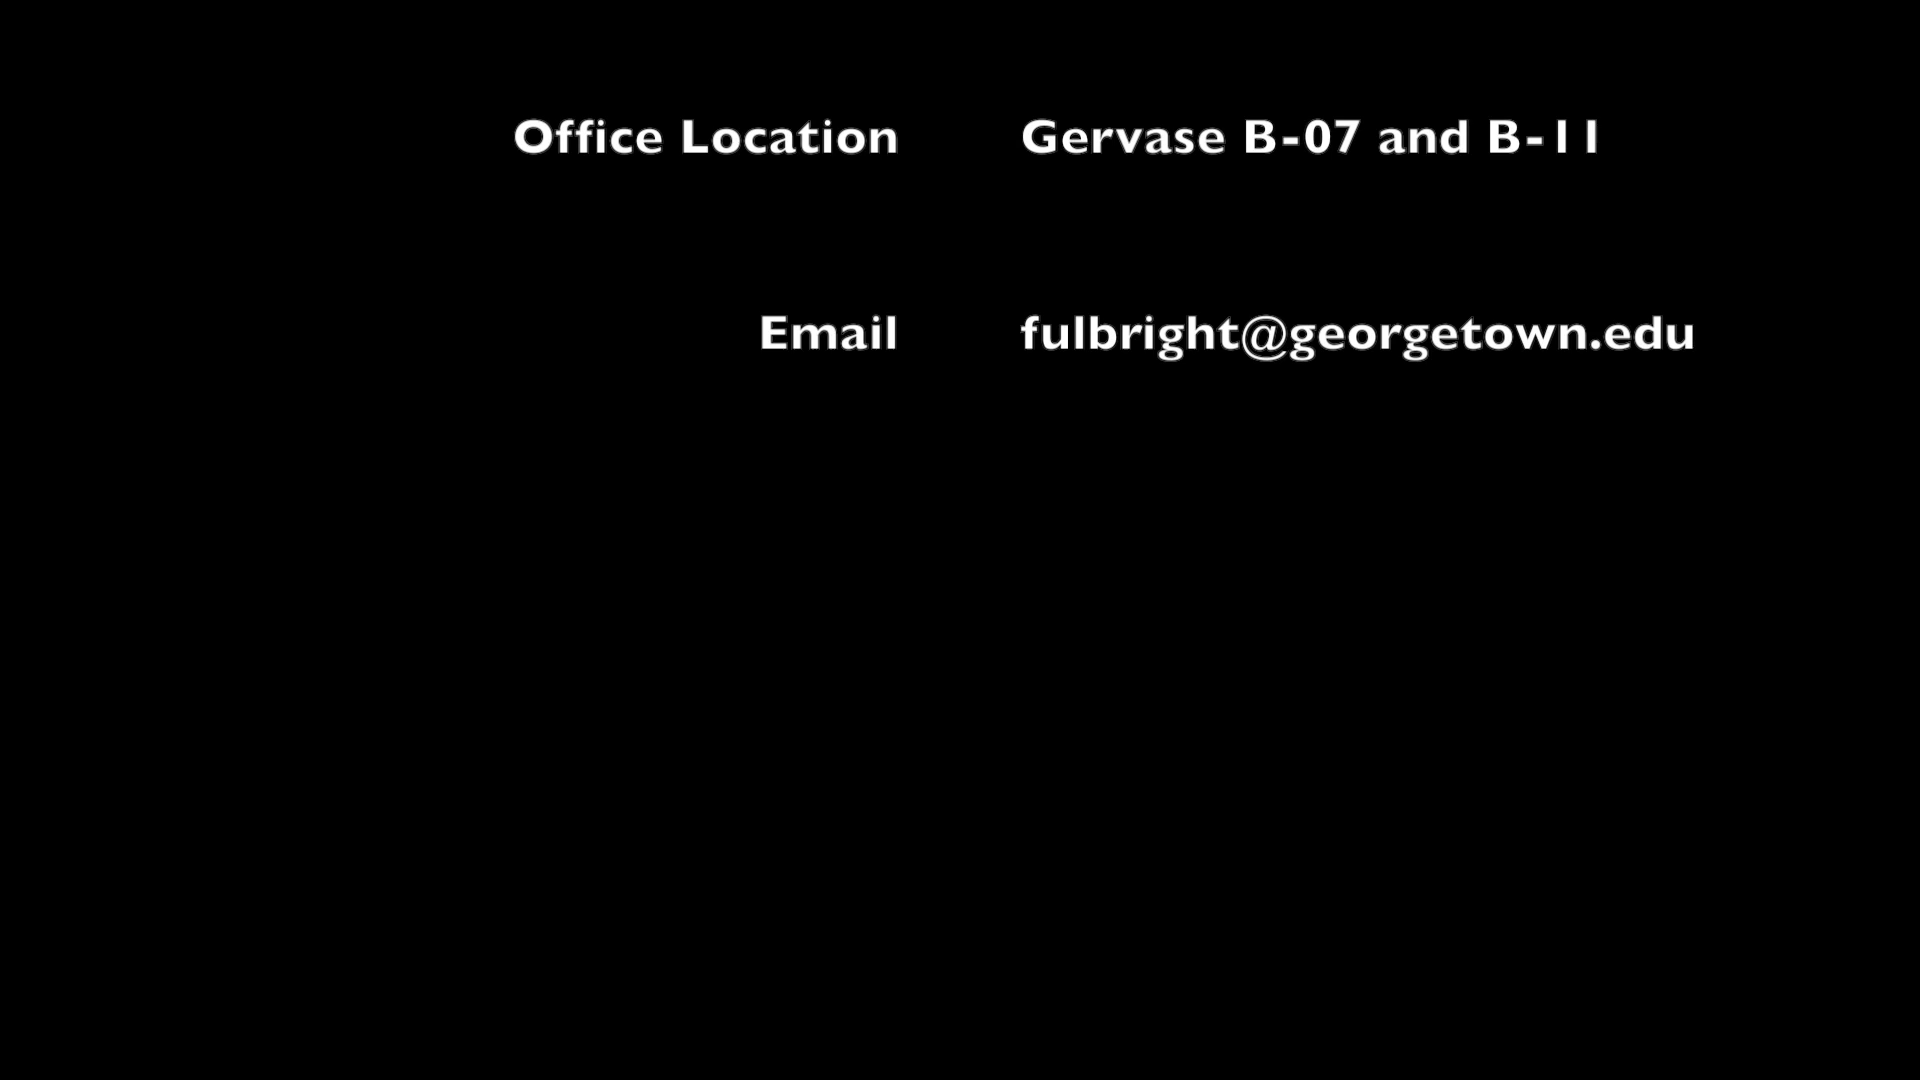 Office Location Gervase B-07 and B-11
Email fulbright@georgetown.edu